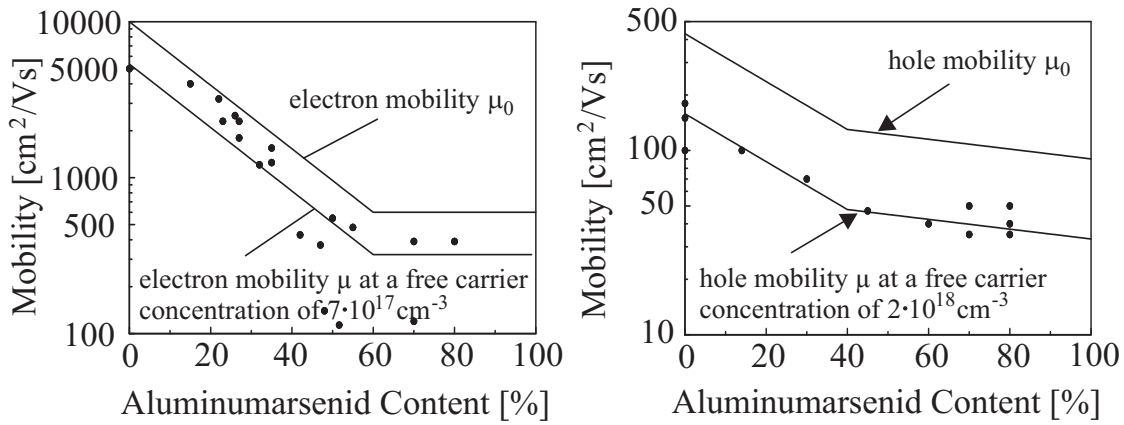 10000
5000
1000
500
100
Mobility [cm²/Vs]
electron mobility μ₀
electron mobility μ at a free carrier
concentration of 7·10¹⁷cm-³
0 20 40 60 80 100
Aluminumarsenid Content [%]
500
100
50
10
Mobility [cm²/Vs]
hole mobility μ₀
hole mobility μ at a free carrier
concentration of 2·10¹⁸cm-³
0 20 40 60 80 100
Aluminumarsenid Content [%]